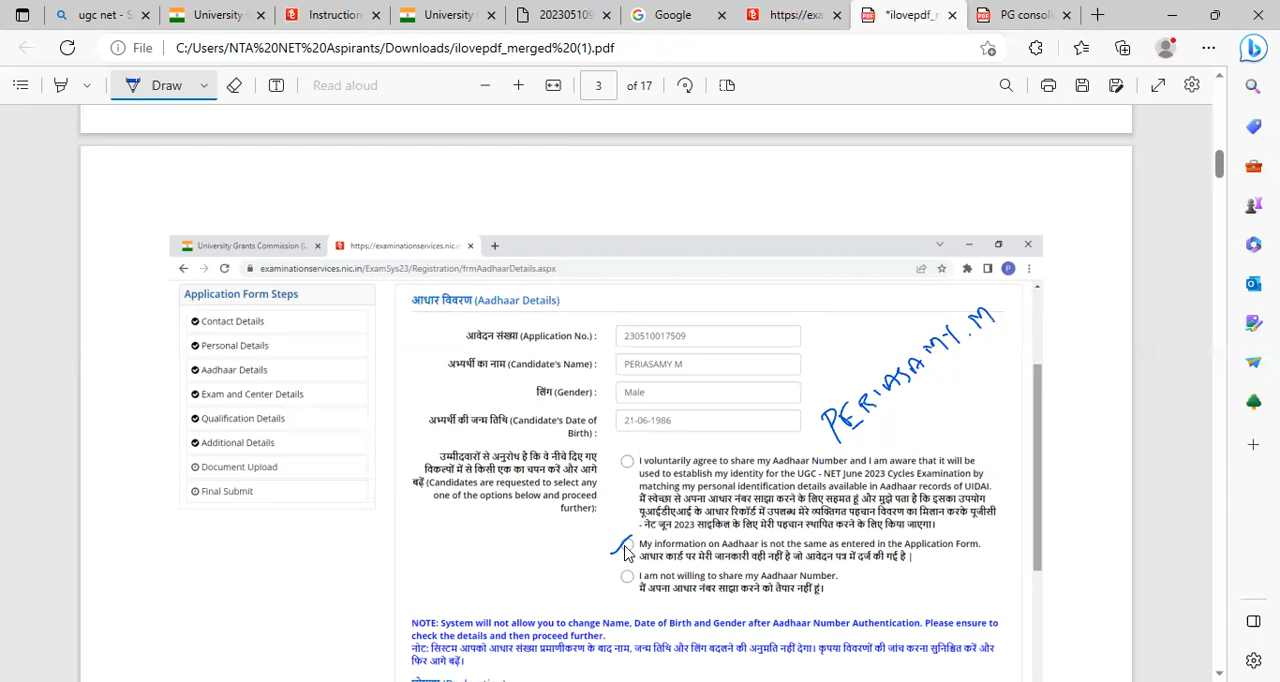 ugc net - S
University
Instruction
University C
202305109
Google
https://exa
*ilovepdf_m
PG consoli
File
C:/Users/NTA%20NET%20Aspirants/Downloads/ilovepdf_merged%20(1).pdf
Draw
Read aloud
3
of 17
University Grants Commission (
https://examinationservices.nic.
examinationservices.nic.in/ExamSys23/Registration/frmAadhaarDetails.aspx
P
Application Form Steps
Contact Details
Personal Details
Aadhaar Details
Exam and Center Details
Qualification Details
Additional Details
Document Upload
Final Submit
आधार विवरण (Aadhaar Details)
आवेदन संख्या (Application No.) :
230510017509
अभ्यर्थी का नाम (Candidate's Name) :
PERIASAMY M
लिंग (Gender) :
Male
अभ्यर्थी की जन्म तिथि (Candidate's Date of
Birth) :
21-06-1986
PERIASAMY.M
उम्मीदवारों से अनुरोध है कि वे नीचे दिए गए
विकल्पों में से किसी एक का चयन करें और आगे
बढ़ें (Candidates are requested to select any
one of the options below and proceed
further):
I voluntarily agree to share my Aadhaar Number and I am aware that it will be
used to establish my identity for the UGC - NET June 2023 Cycles Examination by
matching my personal identification details available in Aadhaar records of UIDAI.
मैं स्वेच्छा से अपना आधार नंबर साझा करने के लिए सहमत हूं और मुझे पता है कि इसका उपयोग
यूआईडीएआई के आधार रिकॉर्ड में उपलब्ध मेरे व्यक्तिगत पहचान विवरण का मिलान करके यूजीसी
- नेट जून 2023 साइकिल के लिए मेरी पहचान स्थापित करने के लिए किया जाएगा।
My information on Aadhaar is not the same as entered in the Application Form.
आधार कार्ड पर मेरी जानकारी वही नहीं है जो आवेदन पत्र में दर्ज की गई है |
I am not willing to share my Aadhaar Number.
मैं अपना आधार नंबर साझा करने को तैयार नहीं हूं।
NOTE: System will not allow you to change Name, Date of Birth and Gender after Aadhaar Number Authentication. Please ensure to
check the details and then proceed further.
नोट: सिस्टम आपको आधार संख्या प्रमाणीकरण के बाद नाम, जन्म तिथि और लिंग बदलने की अनुमति नहीं देगा। कृपया विवरणों की जांच करना सुनिश्चित करें और
फिर आगे बढ़ें।